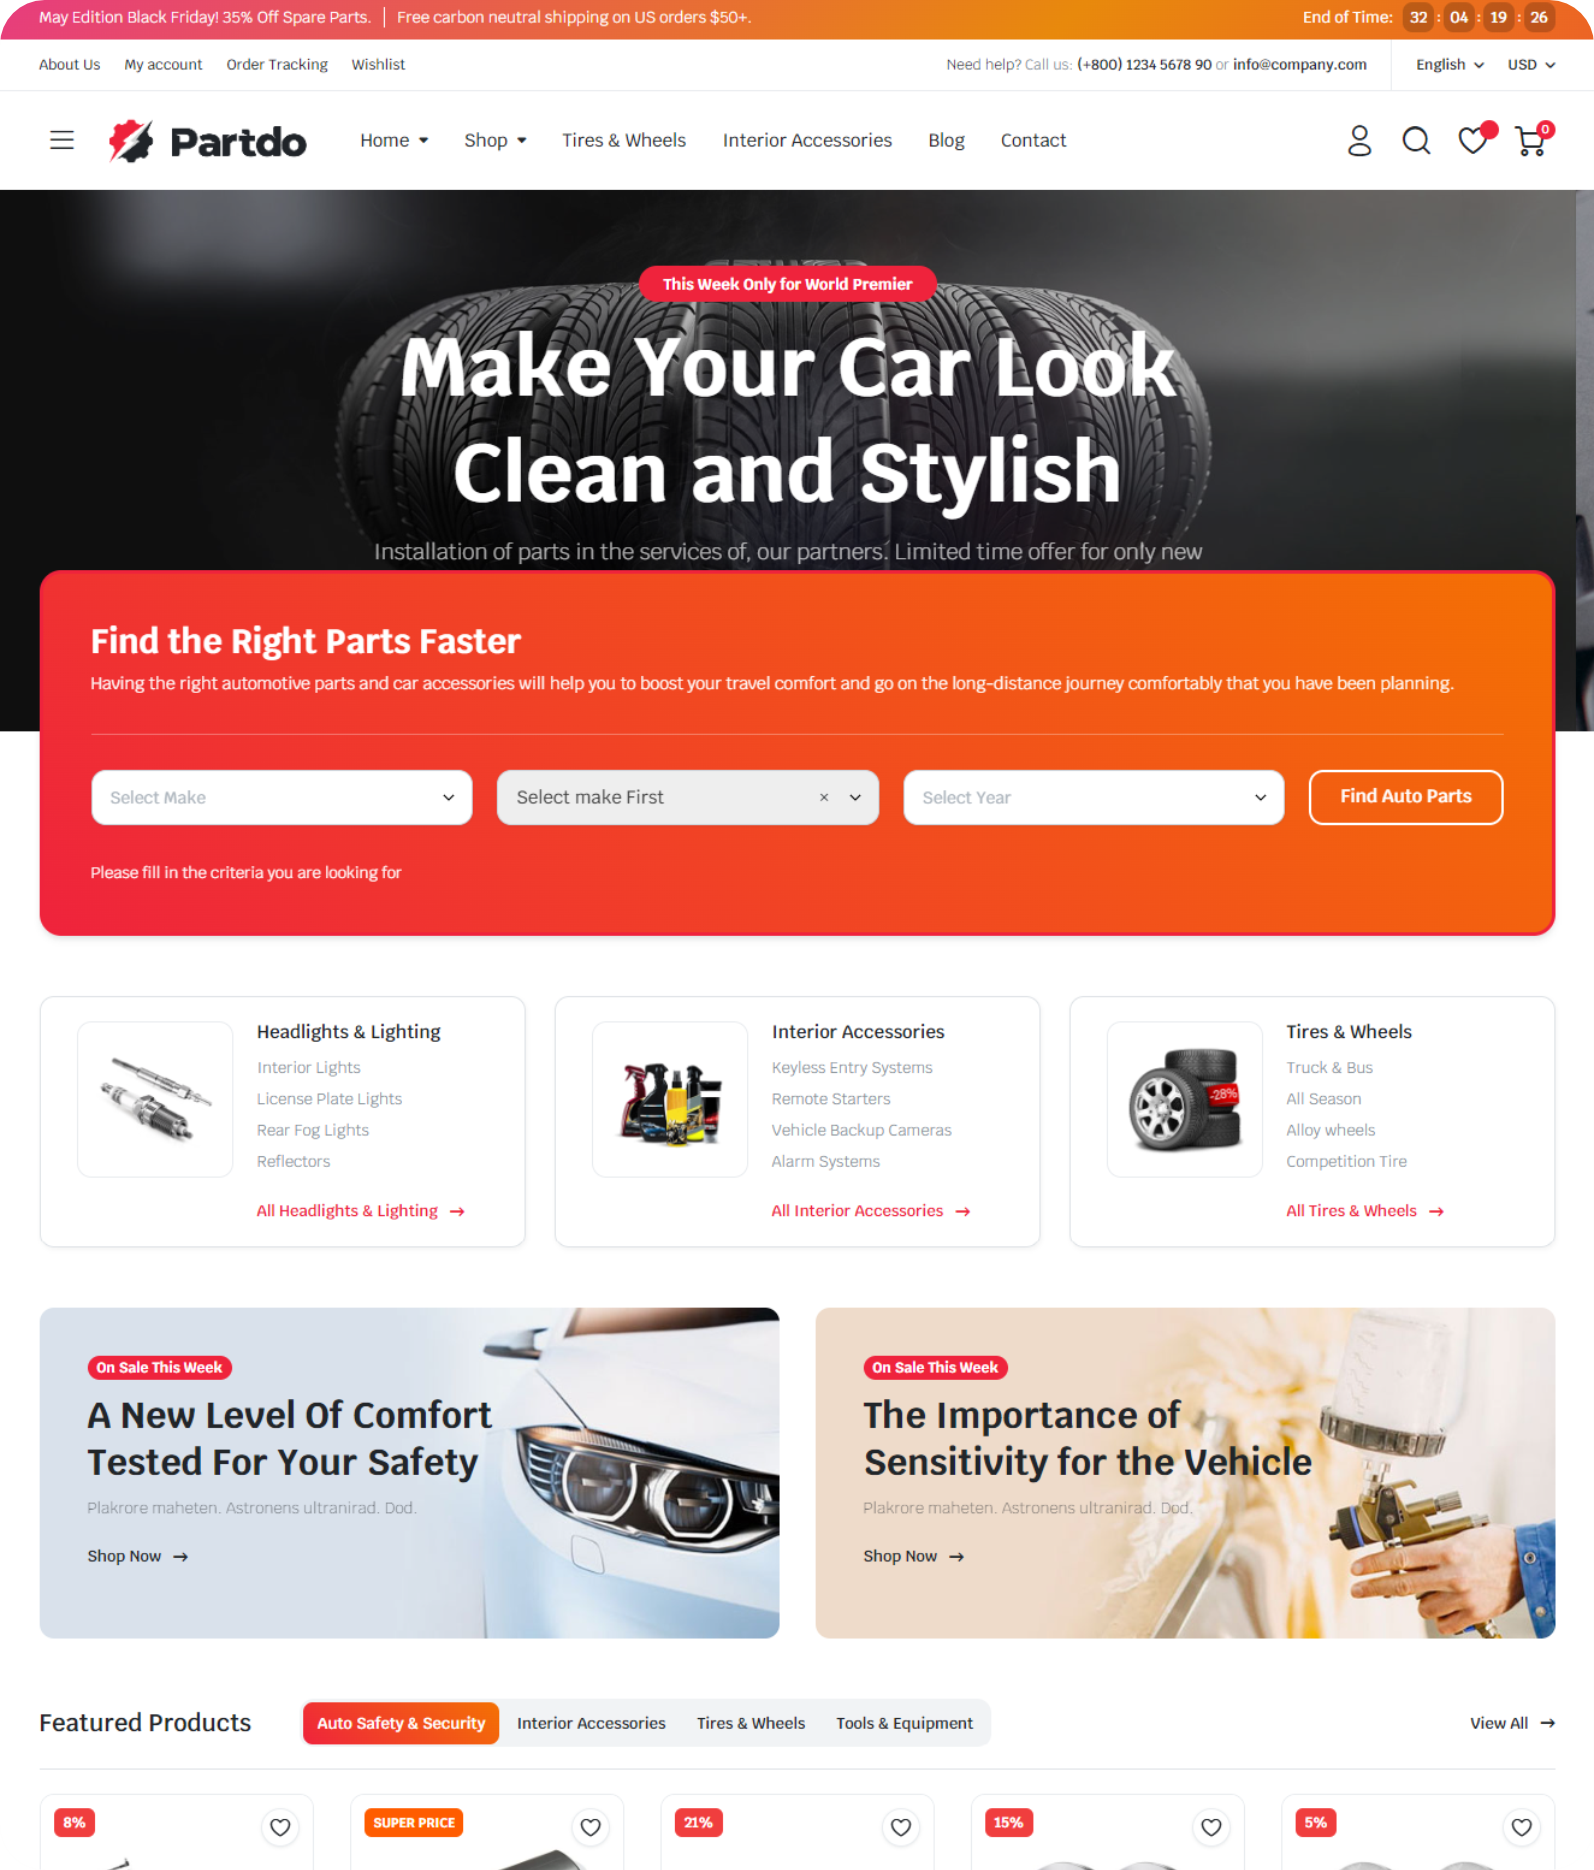 May Edition Black Friday! 35% Off Spare Parts. Free carbon neutral shipping on US orders $50+. End of Time: 32 : 04 : 19 : 26
About Us My account Order Tracking Wishlist Need help? Call us: (+800) 1234 5678 90 or info@company.com English USD
Partdo Home Shop Tires & Wheels Interior Accessories Blog Contact 0
This Week Only for World Premier
Make Your Car Look
Clean and Stylish
Installation of parts in the services of, our partners. Limited time offer for only new
Find the Right Parts Faster
Having the right automotive parts and car accessories will help you to boost your travel comfort and go on the long-distance journey comfortably that you have been planning.
Select Make Select make First × Select Year Find Auto Parts
Please fill in the criteria you are looking for
Headlights & Lighting
Interior Lights
License Plate Lights
Rear Fog Lights
Reflectors
All Headlights & Lighting →
Interior Accessories
Keyless Entry Systems
Remote Starters
Vehicle Backup Cameras
Alarm Systems
All Interior Accessories →
-28%
Tires & Wheels
Truck & Bus
All Season
Alloy wheels
Competition Tire
All Tires & Wheels →
On Sale This Week
A New Level Of Comfort
Tested For Your Safety
Plakrore maheten. Astronens ultranirad. Dod.
Shop Now →
On Sale This Week
The Importance of
Sensitivity for the Vehicle
Plakrore maheten. Astronens ultranirad. Dod.
Shop Now →
Featured Products Auto Safety & Security Interior Accessories Tires & Wheels Tools & Equipment View All →
8% SUPER PRICE 21% 15% 5%